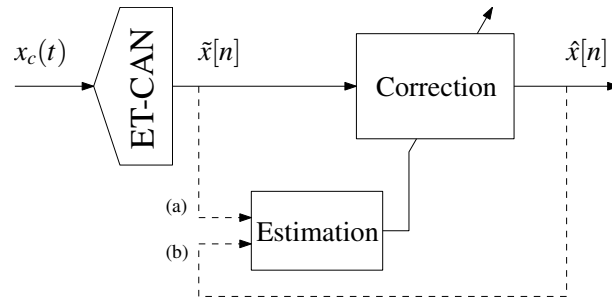 x_c(t)
ET-CAN
x̃[n]
Correction
x̂[n]
(a)
(b)
Estimation